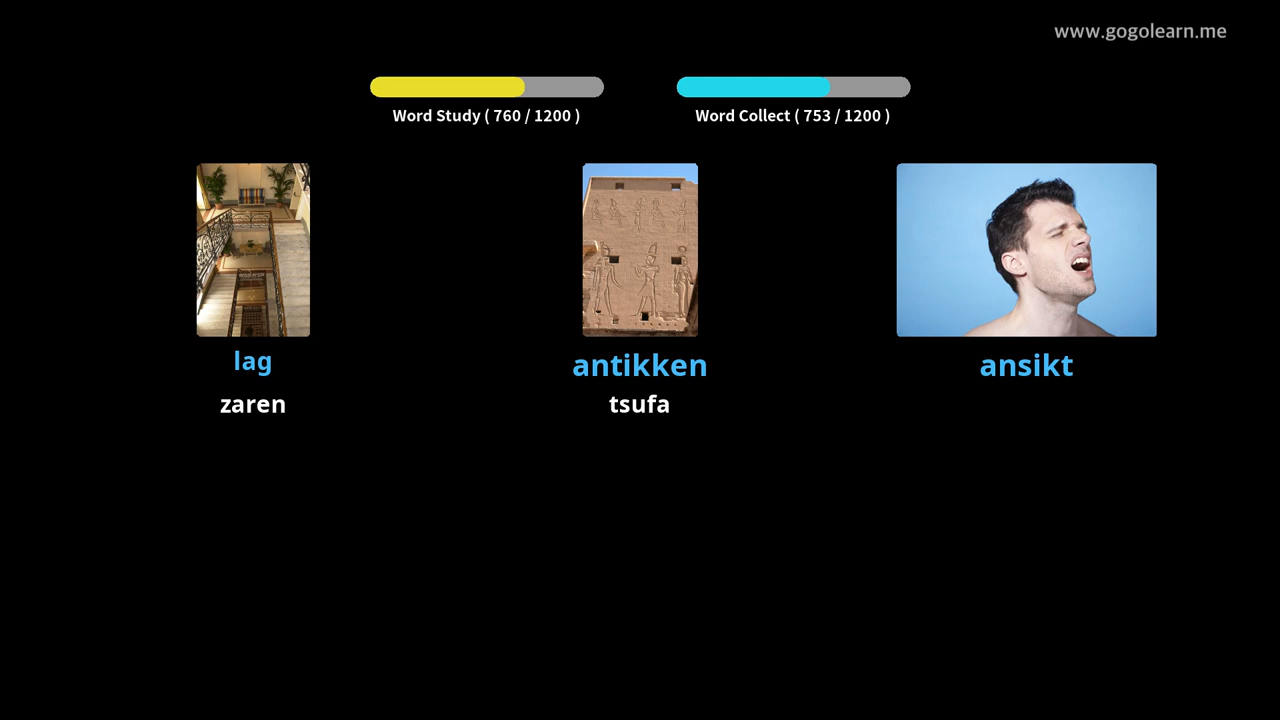 www.gogolearn.me
Word Study ( 760 / 1200 )
Word Collect ( 753 / 1200 )
lag
antikken
ansikt
zaren
tsufa